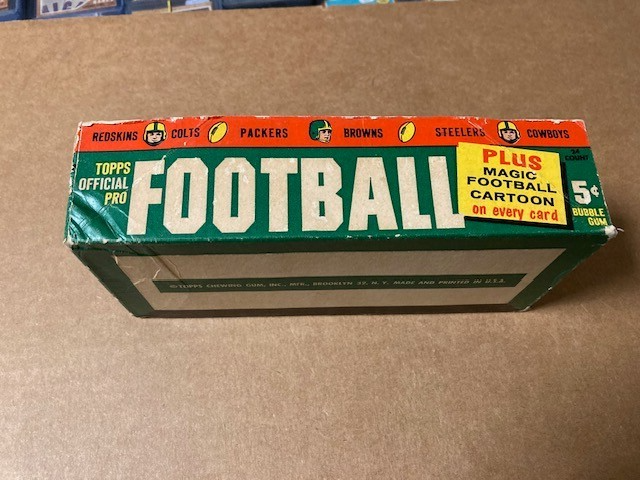 REDSKINS COLTS PACKERS BROWNS STEELERS COWBOYS
TOPPS
OFFICIAL
PRO
FOOTBALL
PLUS
MAGIC
FOOTBALL
CARTOON
on every card
24
COUNT
5¢
BUBBLE
GUM
©TOPPS CHEWING GUM, INC., MFG., BROOKLYN 32, N. Y. MADE AND PRINTED IN U.S.A.